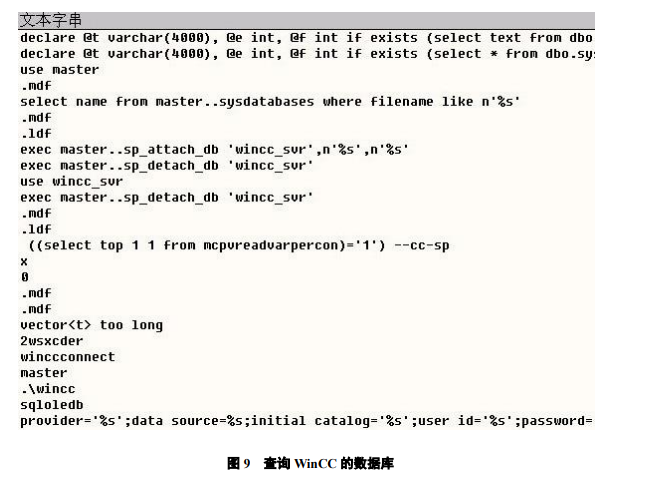 文本字串
declare @t varchar(4000), @e int, @f int if exists (select text from dbo
declare @t varchar(4000), @e int, @f int if exists (select * from dbo.sy
use master
.mdf
select name from master..sysdatabases where filename like n'%s'
.mdf
.ldf
exec master..sp_attach_db 'wincc_svr',n'%s',n'%s'
exec master..sp_detach_db 'wincc_svr'
use wincc_svr
exec master..sp_detach_db 'wincc_svr'
.mdf
.ldf
((select top 1 1 from mcpvreadvarpercon)='1') --cc-sp
x
0
.mdf
.mdf
vector<t> too long
2wsxcder
winccconnect
master
.\wincc
sqloledb
provider='%s';data source=%s;initial catalog='%s';user id='%s';password=
图 9 查询 WinCC 的数据库